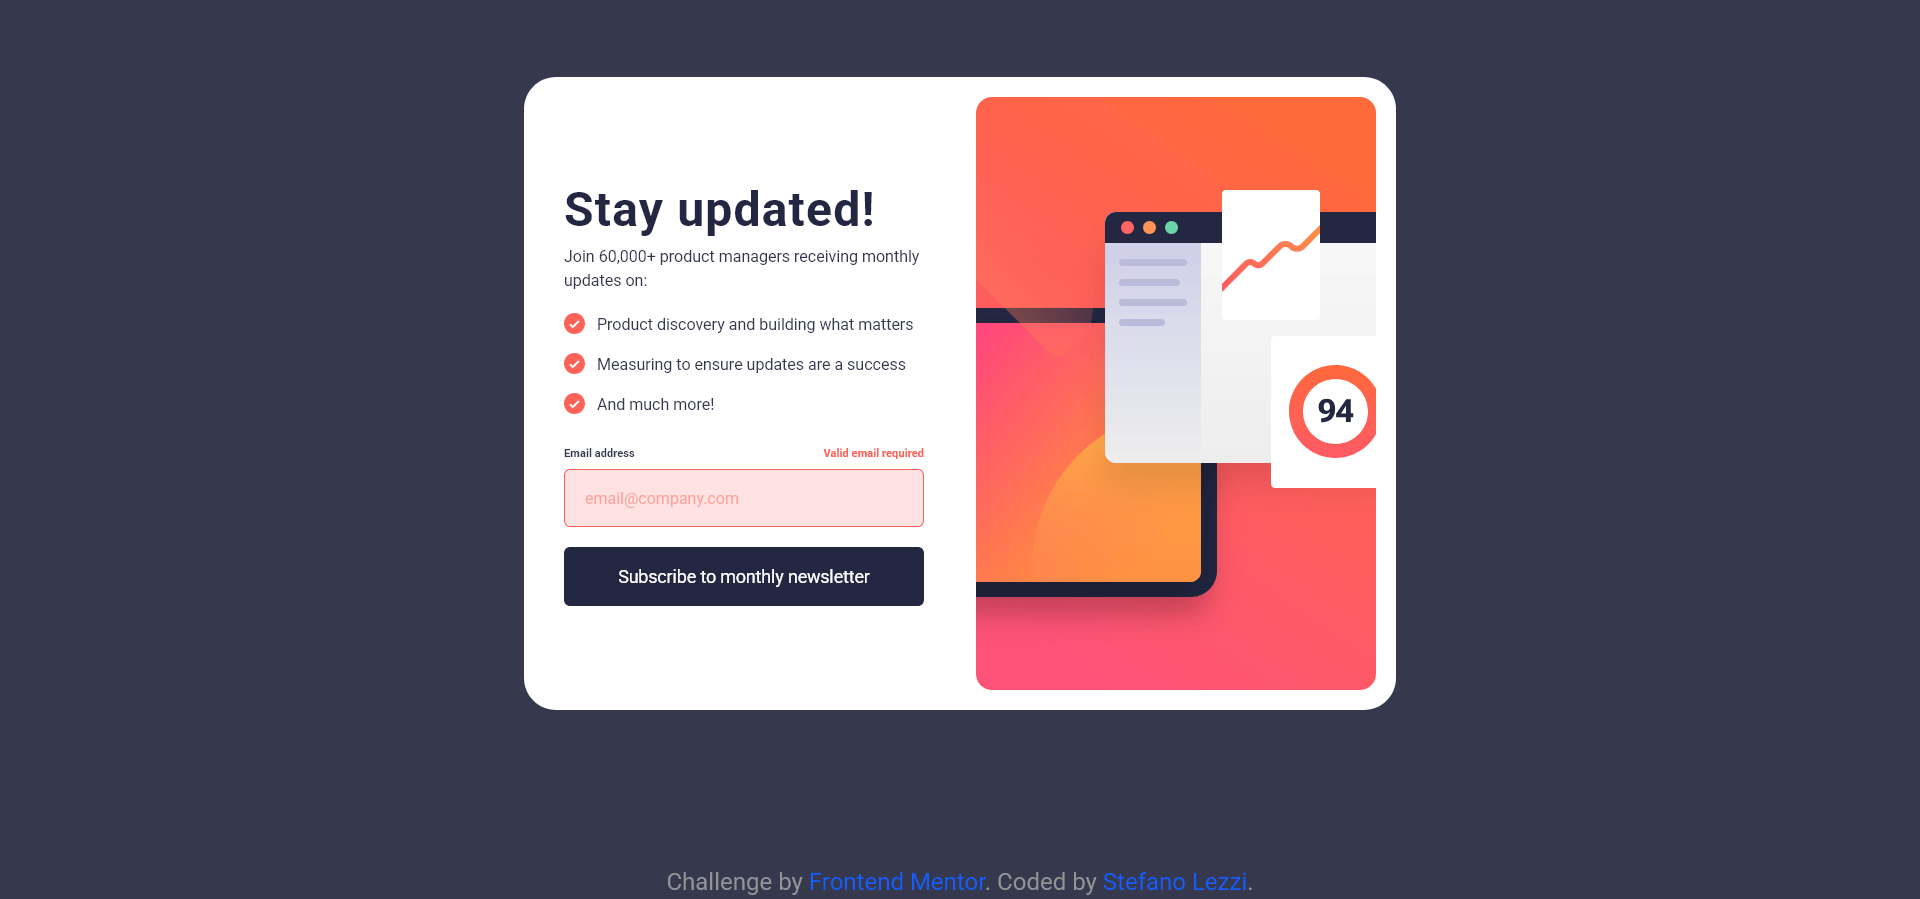 Stay updated!
Join 60,000+ product managers receiving monthly
updates on:
Product discovery and building what matters
Measuring to ensure updates are a success
And much more!
Email address
Valid email required
email@company.com
Subscribe to monthly newsletter
94
Challenge by Frontend Mentor. Coded by Stefano Lezzi.